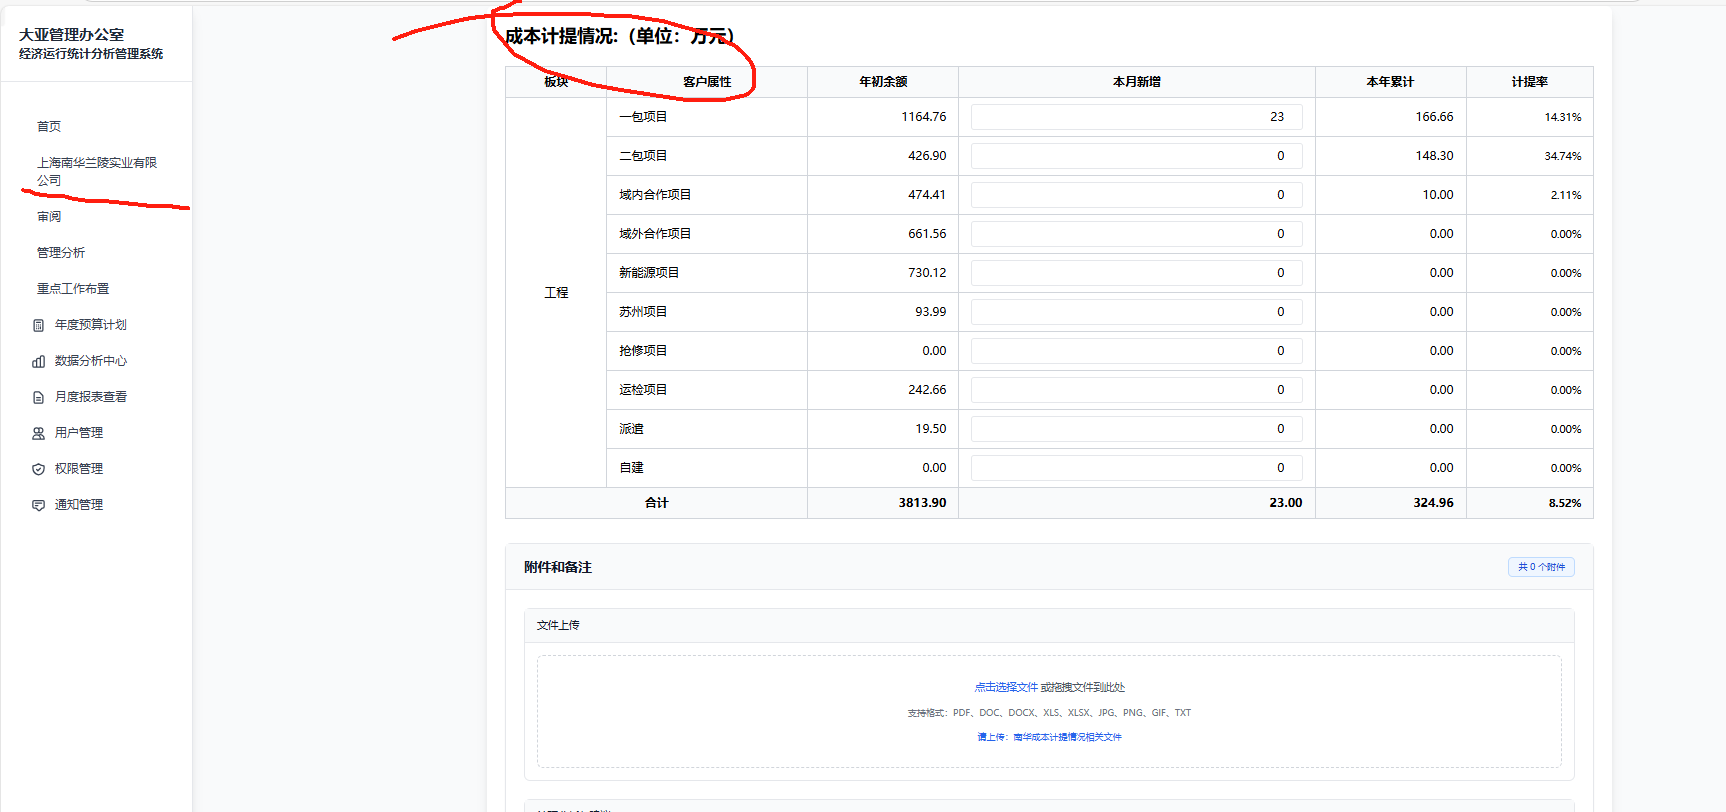 大亚管理办公室
经济运行统计分析管理系统
首页
上海南华兰陵实业有限
公司
审阅
管理分析
重点工作布置
年度预算计划
数据分析中心
月度报表查看
用户管理
权限管理
通知管理
成本计提情况:（单位：万元）
板块 客户属性 年初余额 本月新增 本年累计 计提率
工程
一包项目 1164.76 23 166.66 14.31%
二包项目 426.90 0 148.30 34.74%
域内合作项目 474.41 0 10.00 2.11%
域外合作项目 661.56 0 0.00 0.00%
新能源项目 730.12 0 0.00 0.00%
苏州项目 93.99 0 0.00 0.00%
抢修项目 0.00 0 0.00 0.00%
运检项目 242.66 0 0.00 0.00%
派遣 19.50 0 0.00 0.00%
自建 0.00 0 0.00 0.00%
合计 3813.90 23.00 324.96 8.52%
附件和备注 共 0 个附件
文件上传
点击选择文件 或拖拽文件到此处
支持格式：PDF、DOC、DOCX、XLS、XLSX、JPG、PNG、GIF、TXT
请上传：南华成本计提情况相关文件